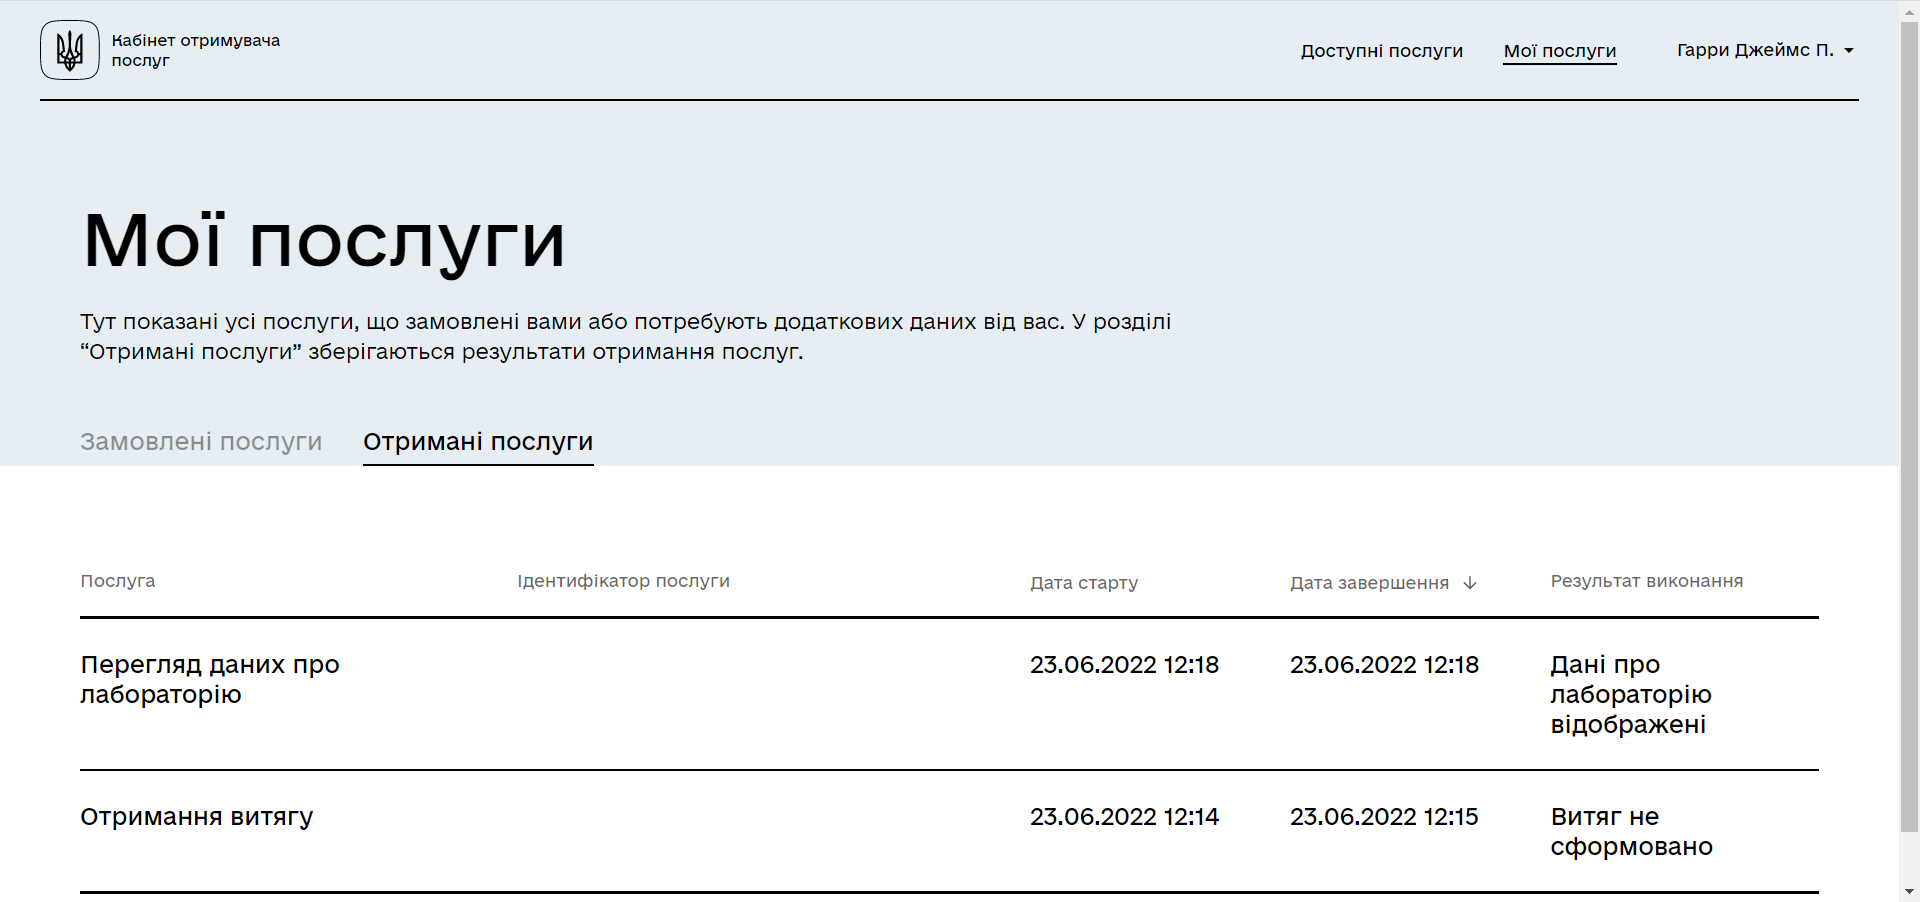 Кабінет отримувача
послуг
Доступні послуги
Мої послуги
Гарри Джеймс П.
Мої послуги
Тут показані усі послуги, що замовлені вами або потребують додаткових даних від вас. У розділі
“Отримані послуги” зберігаються результати отримання послуг.
Замовлені послуги
Отримані послуги
Послуга
Ідентифікатор послуги
Дата старту
Дата завершення
Результат виконання
Перегляд даних про
лабораторію
23.06.2022 12:18
23.06.2022 12:18
Дані про
лабораторію
відображені
Отримання витягу
23.06.2022 12:14
23.06.2022 12:15
Витяг не
сформовано